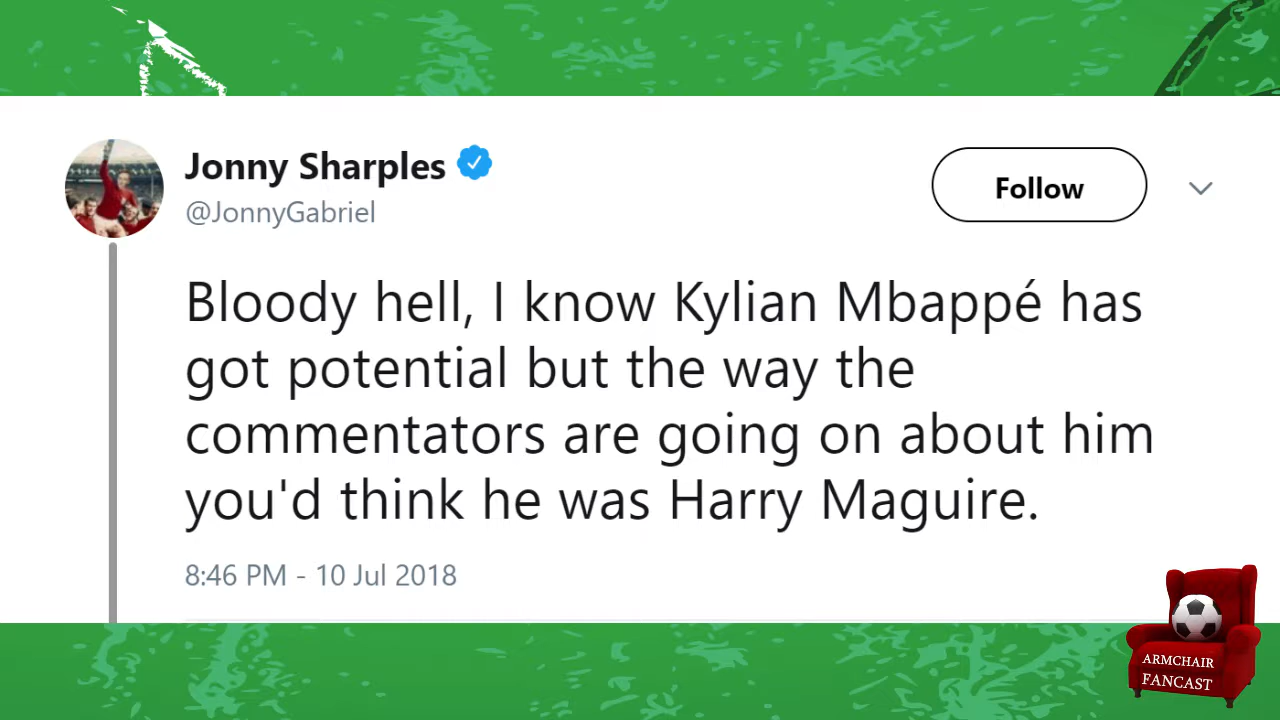 Jonny Sharples
@JonnyGabriel
Follow
Bloody hell, I know Kylian Mbappé has
got potential but the way the
commentators are going on about him
you'd think he was Harry Maguire.
8:46 PM - 10 Jul 2018
ARMCHAIR
FANCAST